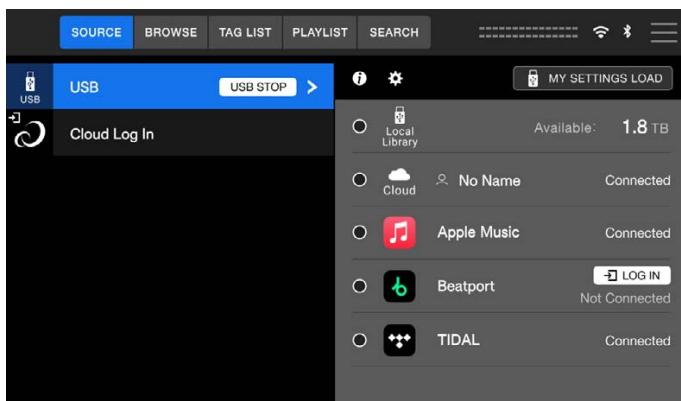 SOURCE BROWSE TAG LIST PLAYLIST SEARCH
USB
USB USB STOP
MY SETTINGS LOAD
Cloud Log In
Local
Library
Available: 1.8 TB
Cloud No Name Connected
Apple Music Connected
Beatport
LOG IN
Not Connected
TIDAL Connected